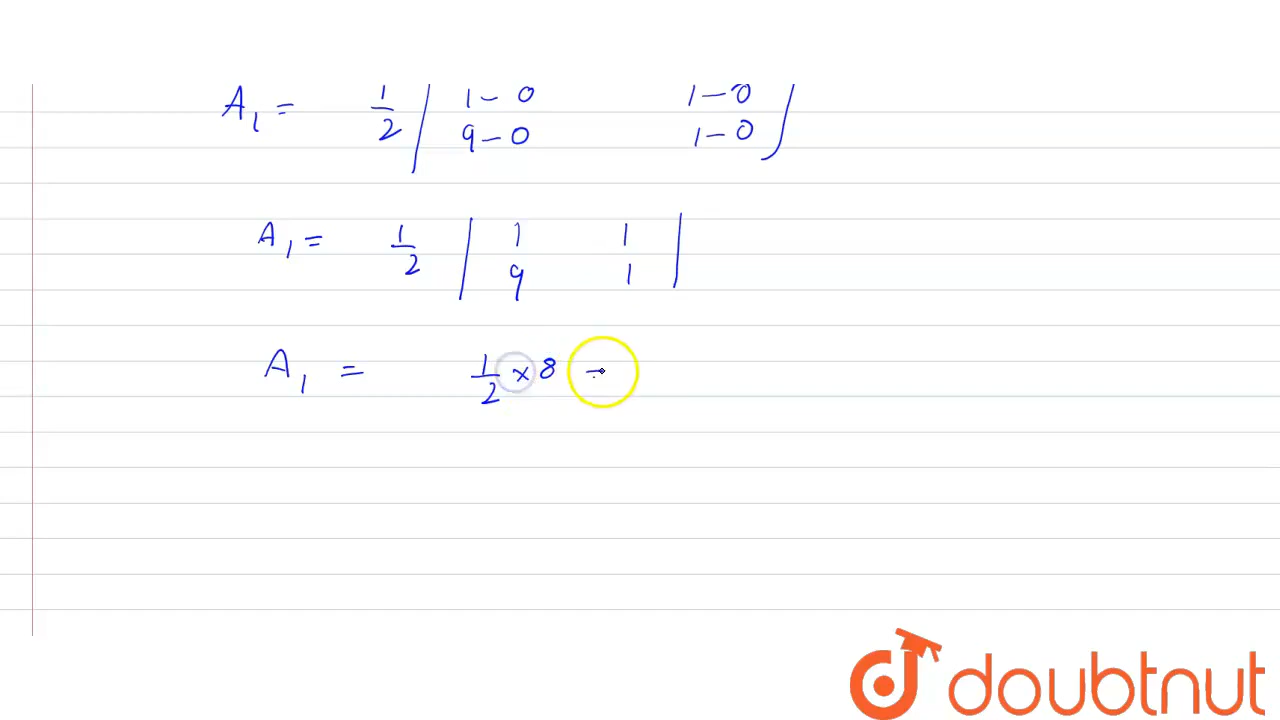 A₁ = 1/2 | 1-0 1-0 |
9-0 1-0
A₁ = 1/2 | 1 1 |
9 1
A₁ = 1/2 × 8
doubtnut